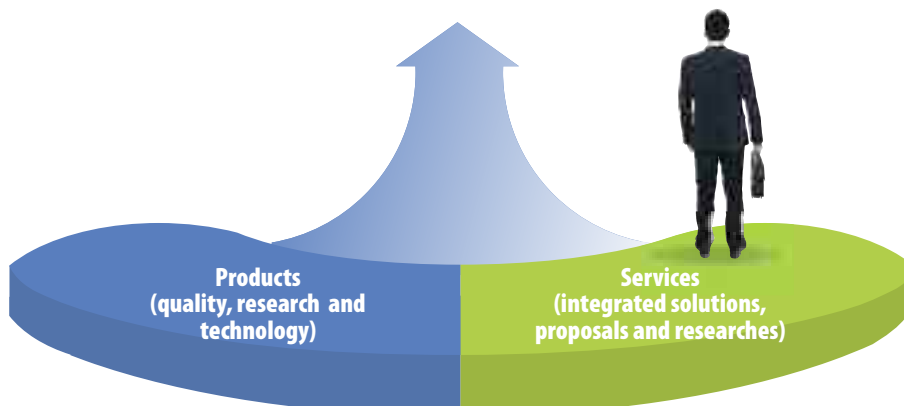 Products
(quality, research and
technology)
Services
(integrated solutions,
proposals and researches)